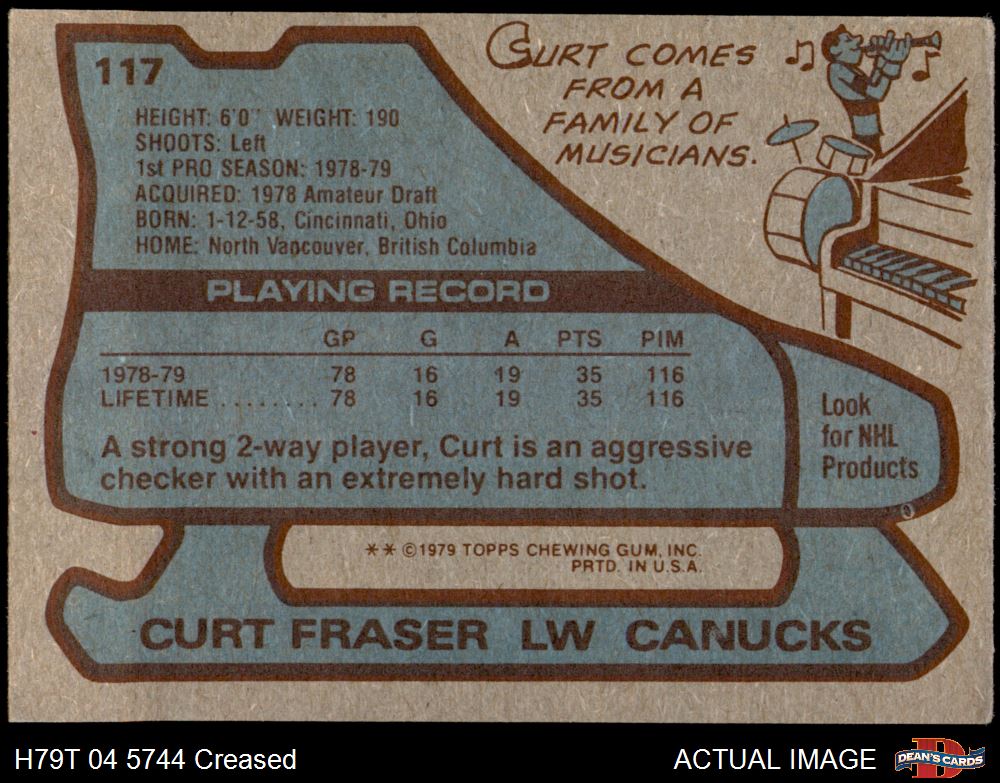 117
HEIGHT: 6'0" WEIGHT: 190
SHOOTS: Left
1st PRO SEASON: 1978-79
ACQUIRED: 1978 Amateur Draft
BORN: 1-12-58, Cincinnati, Ohio
HOME: North Vancouver, British Columbia
CURT COMES
FROM A
FAMILY OF
MUSICIANS.
PLAYING RECORD
GP G A PTS PIM
1978-79 78 16 19 35 116
LIFETIME ......... 78 16 19 35 116
A strong 2-way player, Curt is an aggressive
checker with an extremely hard shot.
Look
for NHL
Products
** ©1979 TOPPS CHEWING GUM, INC.
PRTD. IN U.S.A.
CURT FRASER LW CANUCKS
H79T 04 5744 Creased
ACTUAL IMAGE
D
DEAN'S CARDS